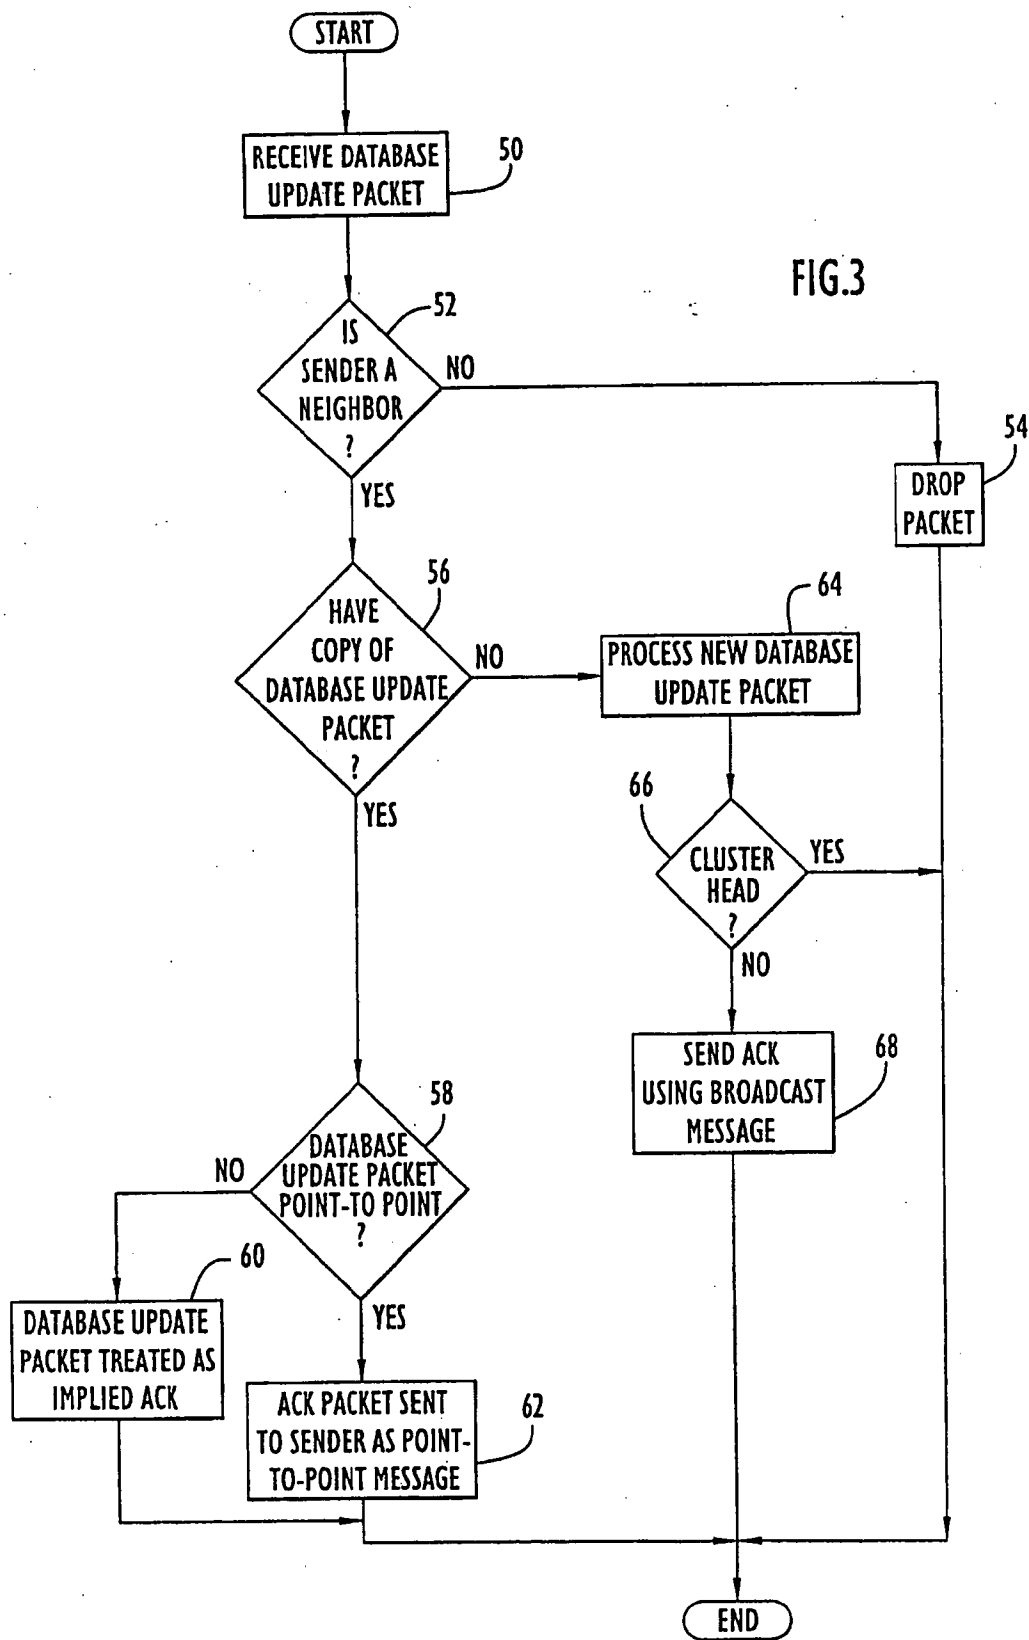 START
RECEIVE DATABASE
UPDATE PACKET
50
FIG.3
52
IS
SENDER A
NEIGHBOR
?
NO
YES
54
DROP
PACKET
56
HAVE
COPY OF
DATABASE UPDATE
PACKET
?
NO
YES
64
PROCESS NEW DATABASE
UPDATE PACKET
66
CLUSTER
HEAD
?
YES
NO
68
SEND ACK
USING BROADCAST
MESSAGE
58
DATABASE
UPDATE PACKET
POINT-TO POINT
?
NO
YES
60
DATABASE UPDATE
PACKET TREATED AS
IMPLIED ACK
62
ACK PACKET SENT
TO SENDER AS POINT-
TO-POINT MESSAGE
END